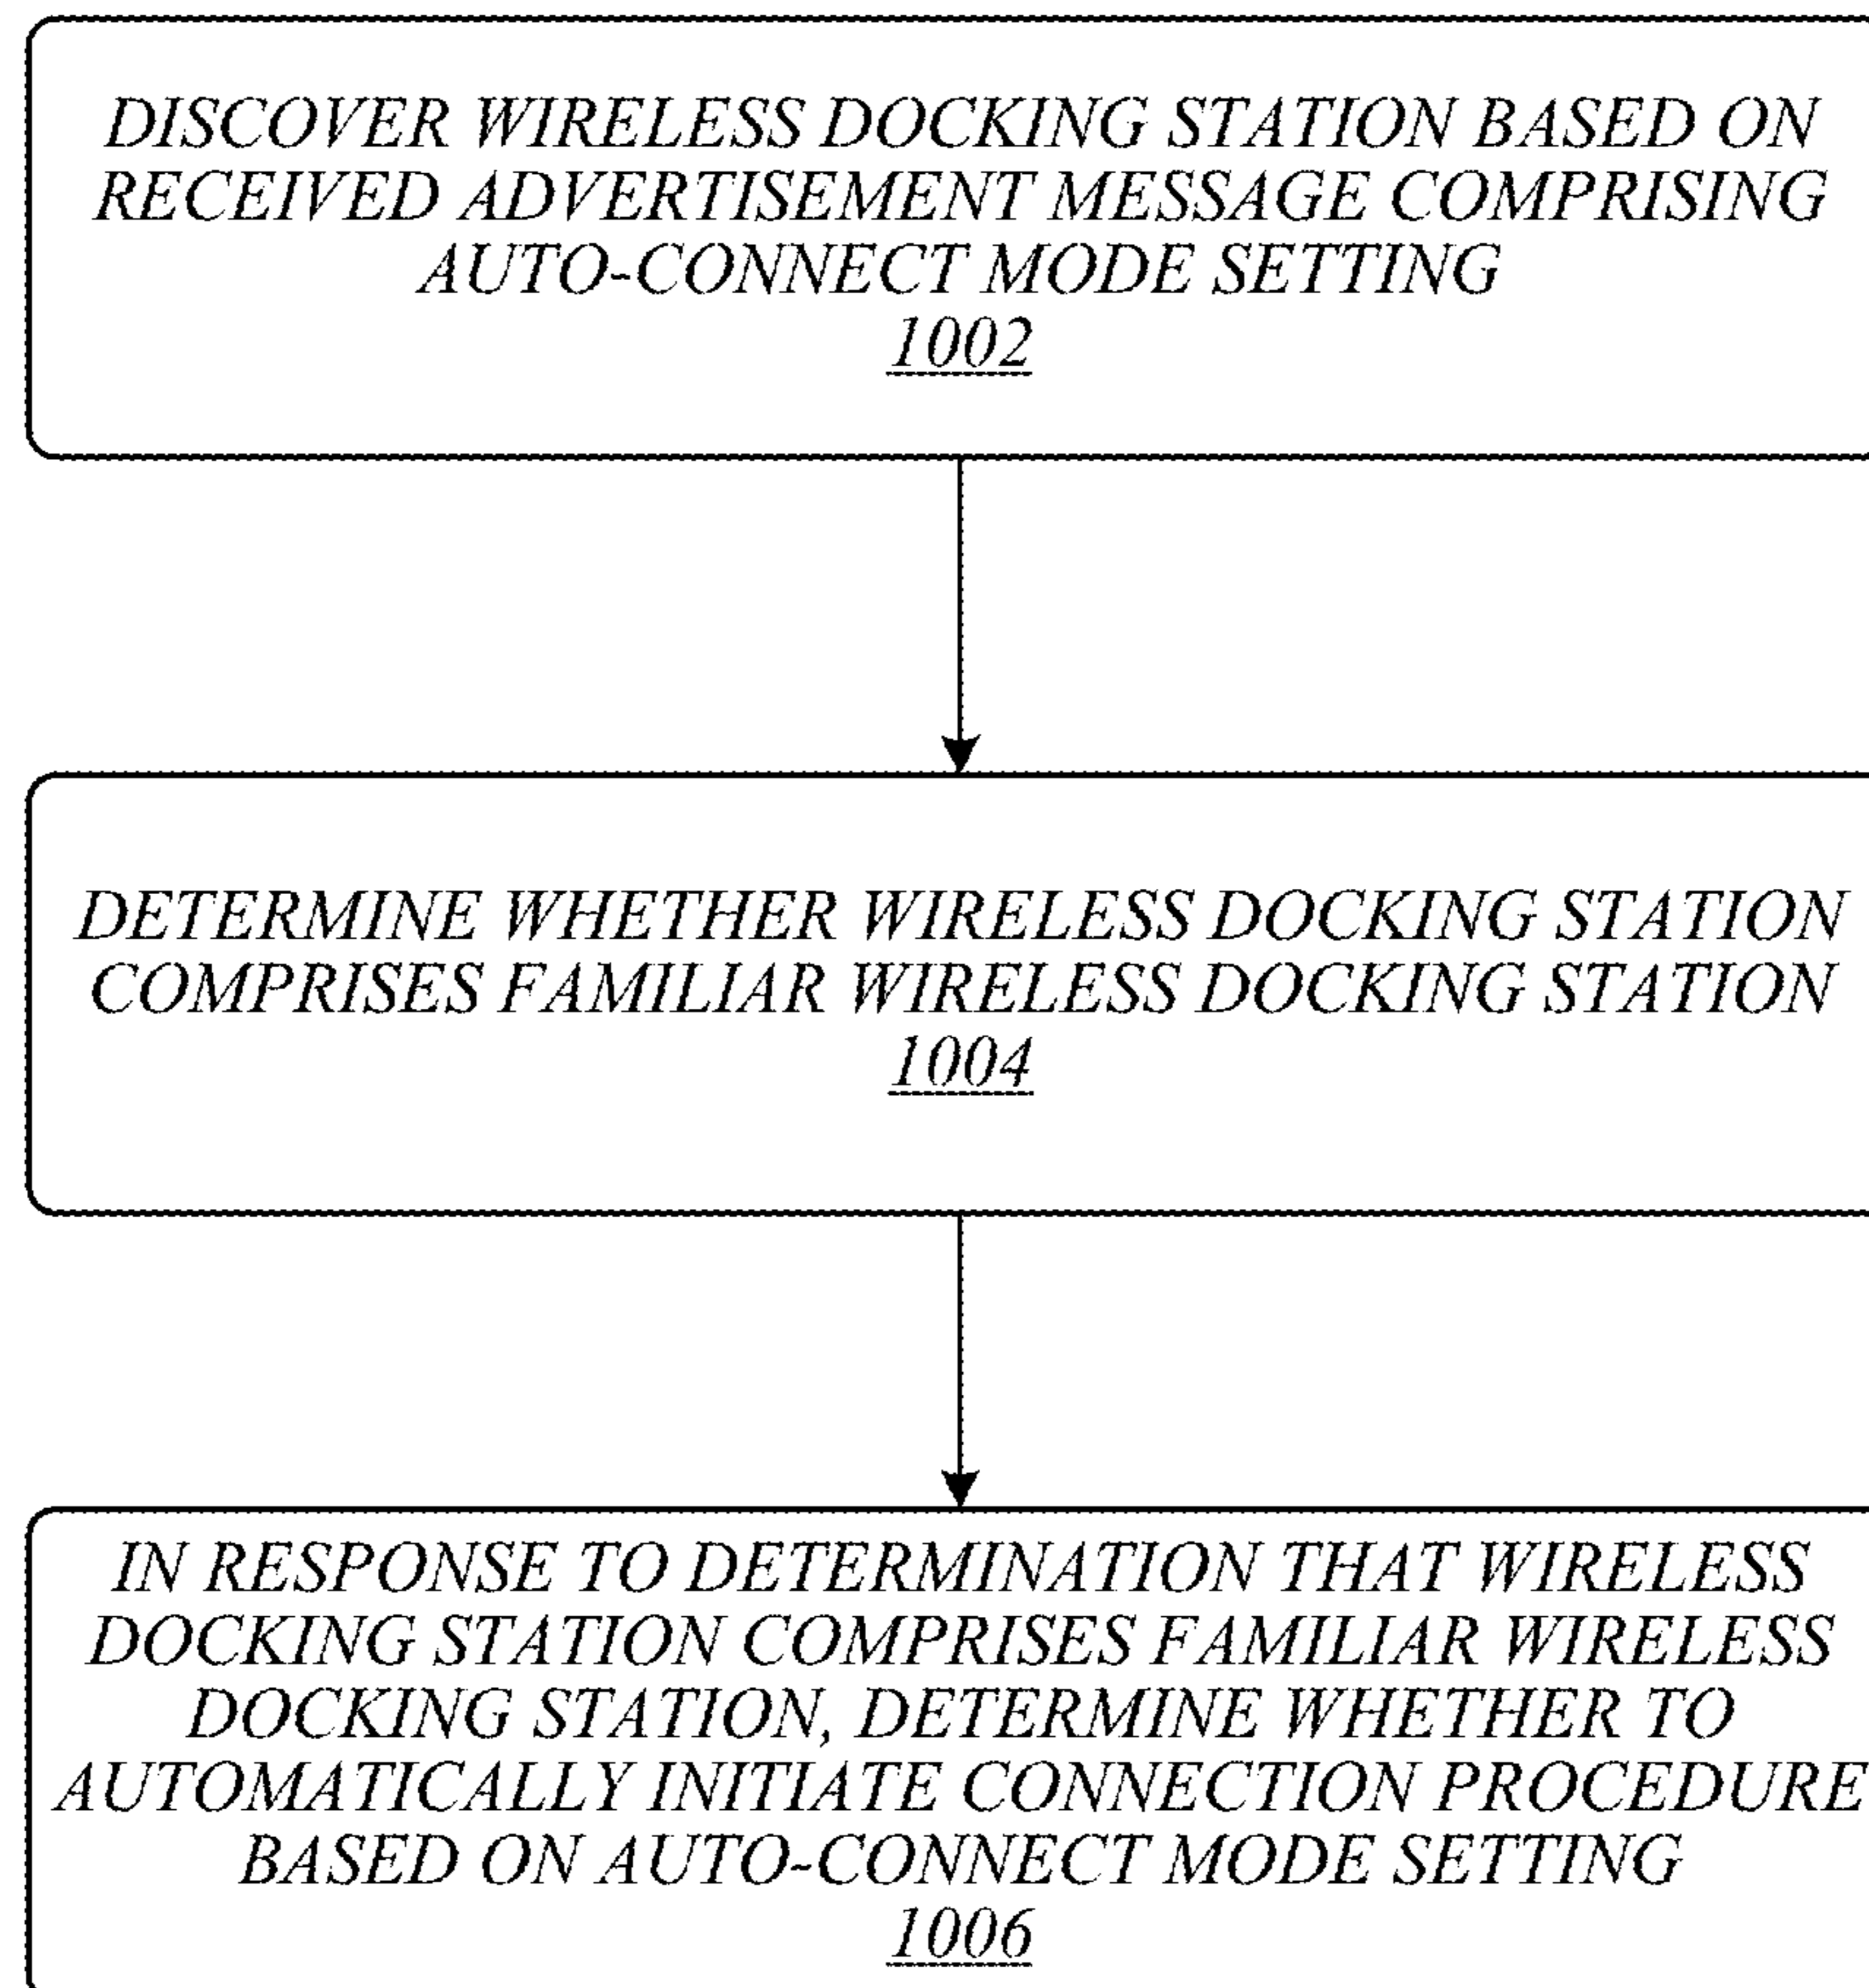 DISCOVER WIRELESS DOCKING STATION BASED ON
RECEIVED ADVERTISEMENT MESSAGE COMPRISING
AUTO-CONNECT MODE SETTING
1002
DETERMINE WHETHER WIRELESS DOCKING STATION
COMPRISES FAMILIAR WIRELESS DOCKING STATION
1004
IN RESPONSE TO DETERMINATION THAT WIRELESS
DOCKING STATION COMPRISES FAMILIAR WIRELESS
DOCKING STATION, DETERMINE WHETHER TO
AUTOMATICALLY INITIATE CONNECTION PROCEDURE
BASED ON AUTO-CONNECT MODE SETTING
1006